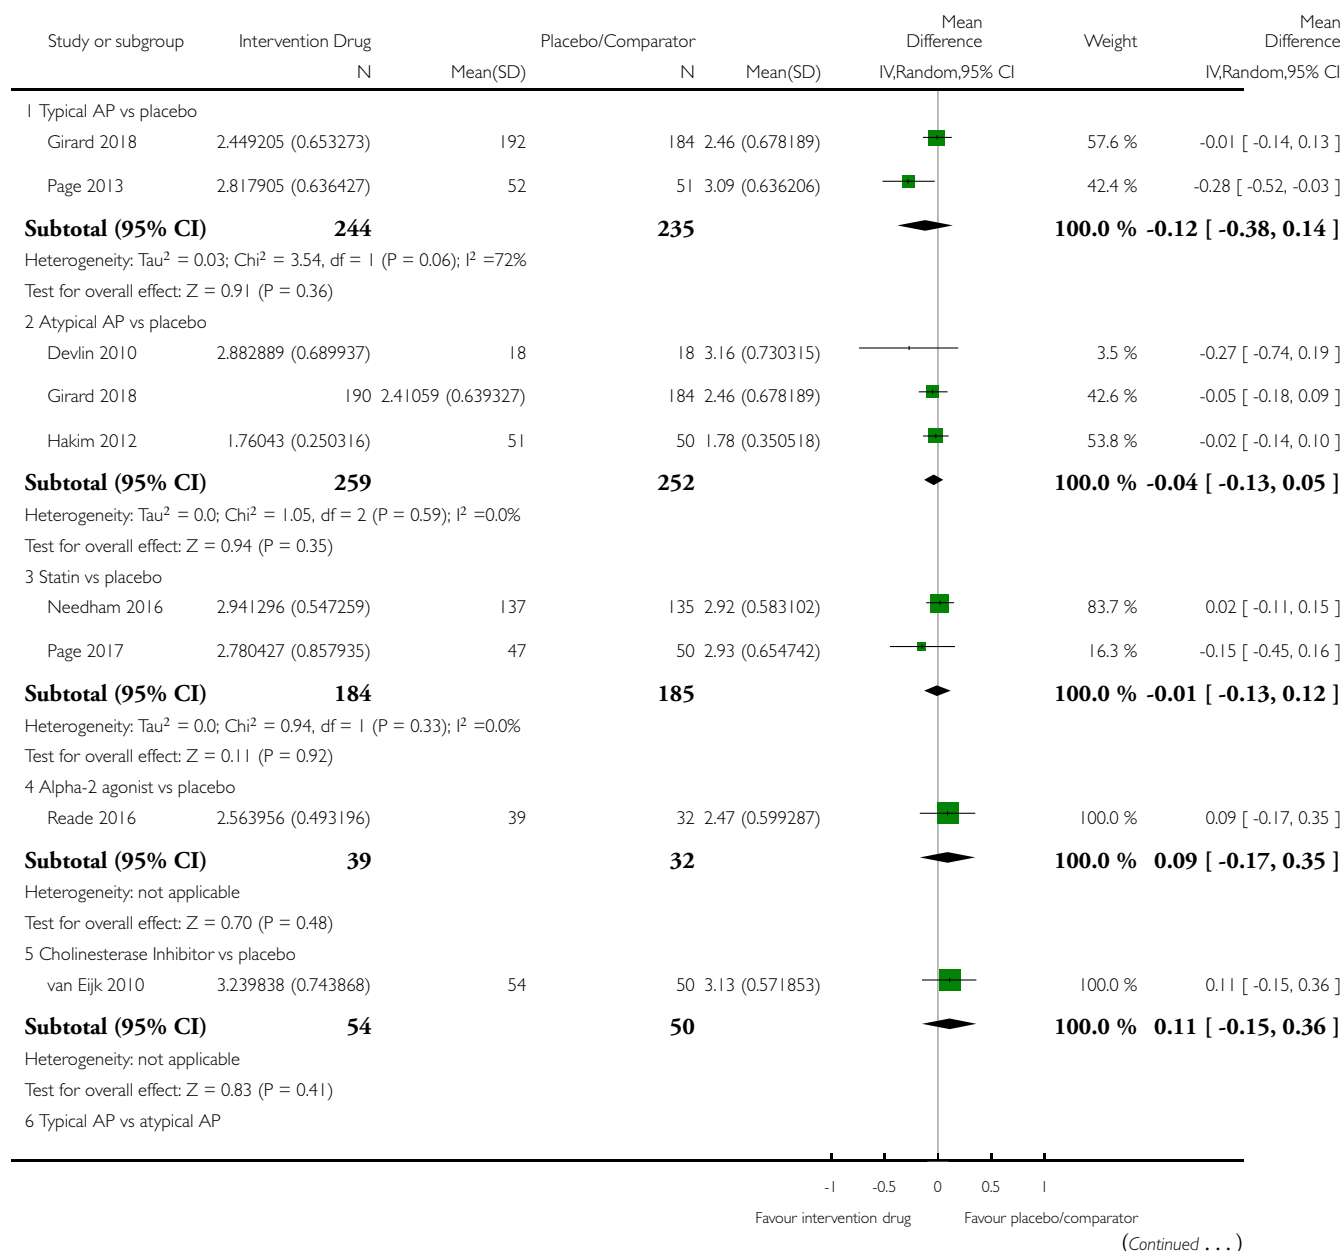 Mean Mean
Study or subgroup Intervention Drug Placebo/Comparator Difference Weight Difference
N Mean(SD) N Mean(SD) IV,Random,95% CI IV,Random,95% CI
1 Typical AP vs placebo
Girard 2018 2.449205 (0.653273) 192 184 2.46 (0.678189) 57.6 % -0.01 [ -0.14, 0.13 ]
Page 2013 2.817905 (0.636427) 52 51 3.09 (0.636206) 42.4 % -0.28 [ -0.52, -0.03 ]
Subtotal (95% CI) 244 235 100.0 % -0.12 [ -0.38, 0.14 ]
Heterogeneity: Tau² = 0.03; Chi² = 3.54, df = 1 (P = 0.06); I² =72%
Test for overall effect: Z = 0.91 (P = 0.36)
2 Atypical AP vs placebo
Devlin 2010 2.882889 (0.689937) 18 18 3.16 (0.730315) 3.5 % -0.27 [ -0.74, 0.19 ]
Girard 2018 190 2.41059 (0.639327) 184 2.46 (0.678189) 42.6 % -0.05 [ -0.18, 0.09 ]
Hakim 2012 1.76043 (0.250316) 51 50 1.78 (0.350518) 53.8 % -0.02 [ -0.14, 0.10 ]
Subtotal (95% CI) 259 252 100.0 % -0.04 [ -0.13, 0.05 ]
Heterogeneity: Tau² = 0.0; Chi² = 1.05, df = 2 (P = 0.59); I² =0.0%
Test for overall effect: Z = 0.94 (P = 0.35)
3 Statin vs placebo
Needham 2016 2.941296 (0.547259) 137 135 2.92 (0.583102) 83.7 % 0.02 [ -0.11, 0.15 ]
Page 2017 2.780427 (0.857935) 47 50 2.93 (0.654742) 16.3 % -0.15 [ -0.45, 0.16 ]
Subtotal (95% CI) 184 185 100.0 % -0.01 [ -0.13, 0.12 ]
Heterogeneity: Tau² = 0.0; Chi² = 0.94, df = 1 (P = 0.33); I² =0.0%
Test for overall effect: Z = 0.11 (P = 0.92)
4 Alpha-2 agonist vs placebo
Reade 2016 2.563956 (0.493196) 39 32 2.47 (0.599287) 100.0 % 0.09 [ -0.17, 0.35 ]
Subtotal (95% CI) 39 32 100.0 % 0.09 [ -0.17, 0.35 ]
Heterogeneity: not applicable
Test for overall effect: Z = 0.70 (P = 0.48)
5 Cholinesterase Inhibitor vs placebo
van Eijk 2010 3.239838 (0.743868) 54 50 3.13 (0.571853) 100.0 % 0.11 [ -0.15, 0.36 ]
Subtotal (95% CI) 54 50 100.0 % 0.11 [ -0.15, 0.36 ]
Heterogeneity: not applicable
Test for overall effect: Z = 0.83 (P = 0.41)
6 Typical AP vs atypical AP
-1 -0.5 0 0.5 1
Favour intervention drug Favour placebo/comparator
(Continued . . . )